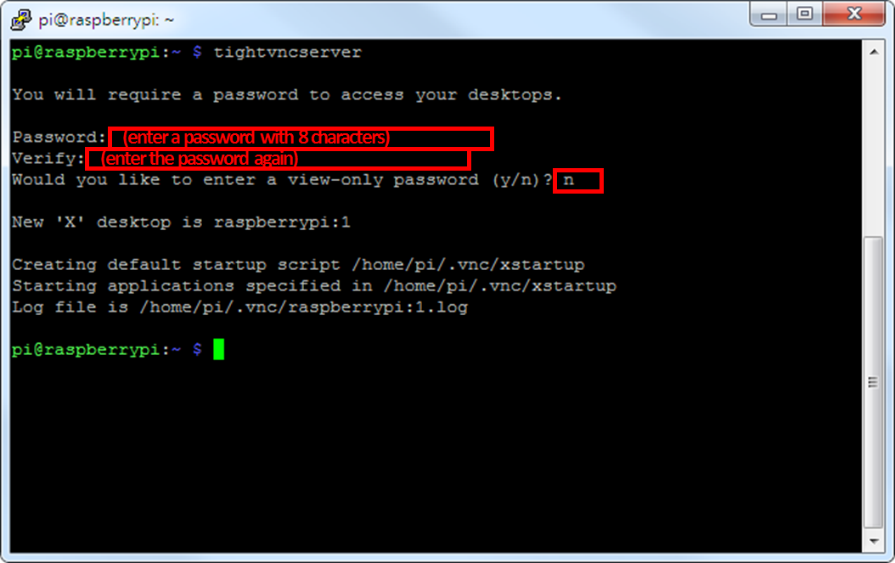 pi@raspberrypi: ~
pi@raspberrypi:~ $ tightvncserver
You will require a password to access your desktops.
Password: (enter a password with 8 characters)
Verify: (enter the password again)
Would you like to enter a view-only password (y/n)? n
New 'X' desktop is raspberrypi:1
Creating default startup script /home/pi/.vnc/xstartup
Starting applications specified in /home/pi/.vnc/xstartup
Log file is /home/pi/.vnc/raspberrypi:1.log
pi@raspberrypi:~ $